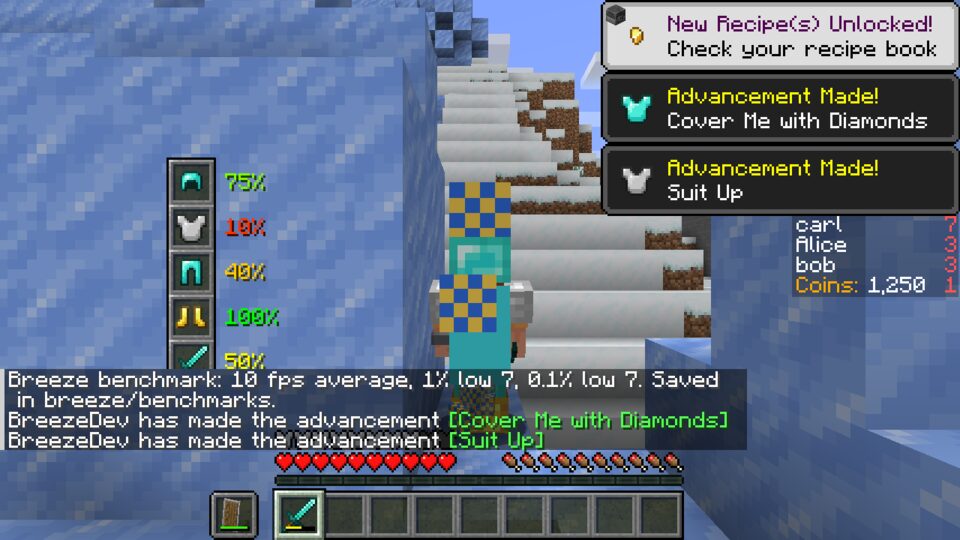 New Recipe(s) Unlocked!
Check your recipe book
Advancement Made!
Cover Me with Diamonds
Advancement Made!
Suit Up
carl 7
Alice 3
bob 3
Coins: 1,250 1
75%
10%
40%
100%
50%
Breeze benchmark: 10 fps average, 1% low 7, 0.1% low 7. Saved
in breeze/benchmarks.
BreezeDev has made the advancement [Cover Me with Diamonds]
BreezeDev has made the advancement [Suit Up]